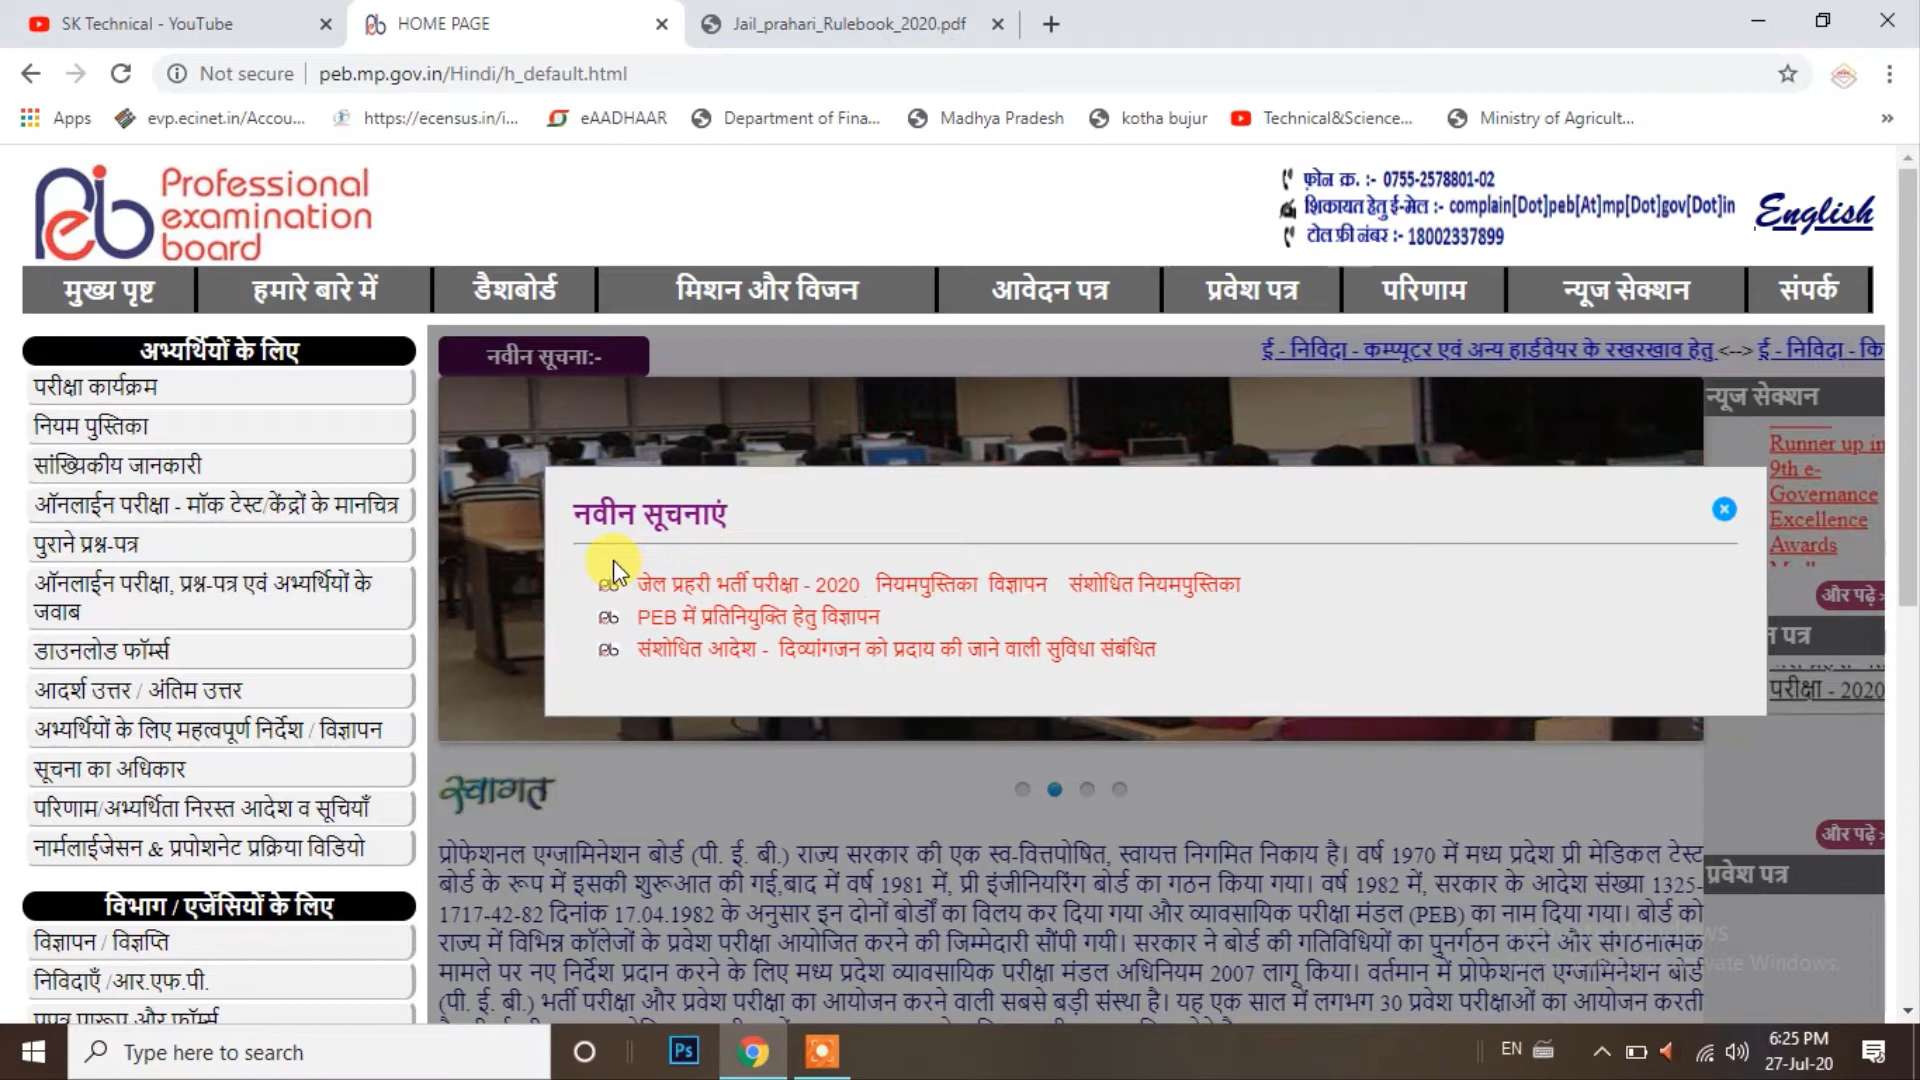 SK Technical - YouTube
HOME PAGE
Jail_prahari_Rulebook_2020.pdf
Not secure
peb.mp.gov.in/Hindi/h_default.html
Apps
evp.ecinet.in/Accou...
https://ecensus.in/i...
eAADHAAR
Department of Fina...
Madhya Pradesh
kotha bujur
Technical&Science...
Ministry of Agricult...
Peb
Professional
examination
board
फ़ोन क्र. :- 0755-2578801-02
शिकायत हेतु ई-मेल :- complain[Dot]peb[At]mp[Dot]gov[Dot]in
टोल फ्री नंबर :- 18002337899
English
मुख्य पृष्ट
हमारे बारे में
डैशबोर्ड
मिशन और विजन
आवेदन पत्र
प्रवेश पत्र
परिणाम
न्यूज सेक्शन
संपर्क
अभ्यर्थियों के लिए
परीक्षा कार्यक्रम
नियम पुस्तिका
सांख्यिकीय जानकारी
ऑनलाईन परीक्षा - मॉक टेस्ट/केंद्रों के मानचित्र
पुराने प्रश्न-पत्र
ऑनलाईन परीक्षा, प्रश्न-पत्र एवं अभ्यर्थियों के
जवाब
डाउनलोड फॉर्म्स
आदर्श उत्तर / अंतिम उत्तर
अभ्यर्थियों के लिए महत्वपूर्ण निर्देश / विज्ञापन
सूचना का अधिकार
परिणाम/अभ्यर्थिता निरस्त आदेश व सूचियाँ
नार्मलाईजेसन & प्रपोशनेट प्रक्रिया विडियो
विभाग / एजेंसियों के लिए
विज्ञापन / विज्ञप्ति
निविदाएँ /आर.एफ.पी.
प्रपत्र प्रारूप और फॉर्म्स
नवीन सूचना:-
ई - निविदा - कम्प्यूटर एवं अन्य हार्डवेयर के रखरखाव हेतु <--> ई - निविदा - कि
न्यूज सेक्शन
Runner up in
9th e-
Governance
Excellence
Awards
और पढ़े
न पत्र
परीक्षा - 2020
और पढ़े
प्रवेश पत्र
नवीन सूचनाएं
जेल प्रहरी भर्ती परीक्षा - 2020 नियमपुस्तिका विज्ञापन संशोधित नियमपुस्तिका
PEB में प्रतिनियुक्ति हेतु विज्ञापन
संशोधित आदेश - दिव्यांगजन को प्रदाय की जाने वाली सुविधा संबंधित
स्वागत
प्रोफेशनल एग्जामिनेशन बोर्ड (पी. ई. बी.) राज्य सरकार की एक स्व-वित्तपोषित, स्वायत्त निगमित निकाय है। वर्ष 1970 में मध्य प्रदेश प्री मेडिकल टेस्ट
बोर्ड के रूप में इसकी शुरूआत की गई,बाद में वर्ष 1981 में, प्री इंजीनियरिंग बोर्ड का गठन किया गया। वर्ष 1982 में, सरकार के आदेश संख्या 1325-
1717-42-82 दिनांक 17.04.1982 के अनुसार इन दोनों बोर्डों का विलय कर दिया गया और व्यावसायिक परीक्षा मंडल (PEB) का नाम दिया गया। बोर्ड को
राज्य में विभिन्न कॉलेजों के प्रवेश परीक्षा आयोजित करने की जिम्मेदारी सौंपी गयी। सरकार ने बोर्ड की गतिविधियों का पुनर्गठन करने और संगठनात्मक
मामले पर नए निर्देश प्रदान करने के लिए मध्य प्रदेश व्यावसायिक परीक्षा मंडल अधिनियम 2007 लागू किया। वर्तमान में प्रोफेशनल एग्जामिनेशन बोर्ड
(पी. ई. बी.) भर्ती परीक्षा और प्रवेश परीक्षा का आयोजन करने वाली सबसे बड़ी संस्था है। यह एक साल में लगभग 30 प्रवेश परीक्षाओं का आयोजन करती
Type here to search
Ps
EN
6:25 PM
27-Jul-20